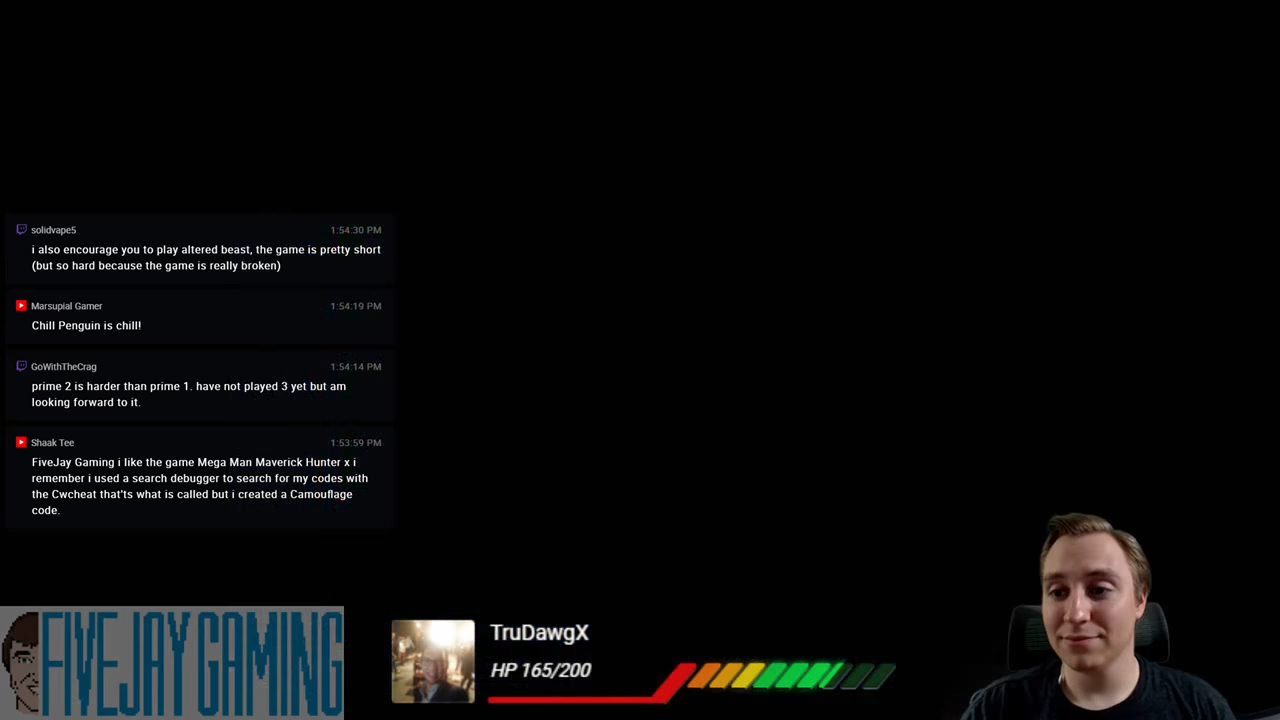 solidvape5 1:54:30 PM
i also encourage you to play altered beast, the game is pretty short
(but so hard because the game is really broken)
Marsupial Gamer 1:54:19 PM
Chill Penguin is chill!
GoWithTheCrag 1:54:14 PM
prime 2 is harder than prime 1. have not played 3 yet but am
looking forward to it.
Shaak Tee 1:53:59 PM
FiveJay Gaming i like the game Mega Man Maverick Hunter x i
remember i used a search debugger to search for my codes with
the Cwcheat that'ts what is called but i created a Camouflage
code.
FIVEJAY GAMING
TruDawgX
HP 165/200